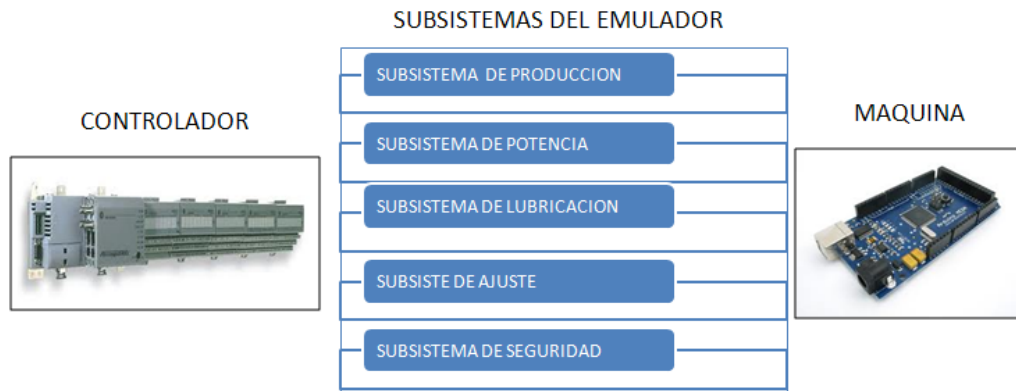 SUBSISTEMAS DEL EMULADOR
CONTROLADOR
SUBSISTEMA DE PRODUCCION
SUBSISTEMA DE POTENCIA
SUBSISTEMA DE LUBRICACION
SUBSISTE DE AJUSTE
SUBSISTEMA DE SEGURIDAD
MAQUINA